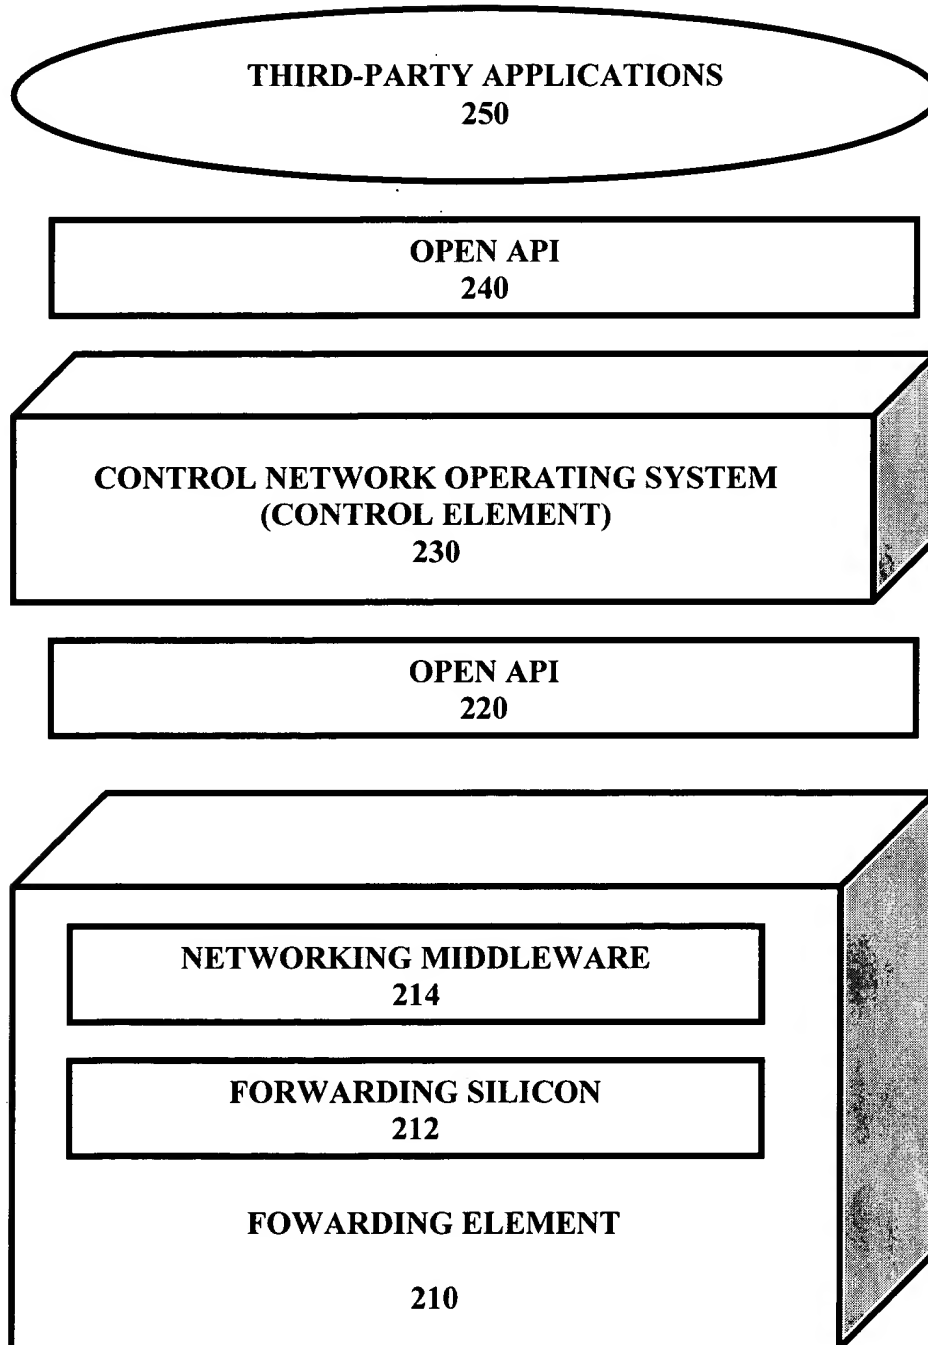 THIRD-PARTY APPLICATIONS
250
OPEN API
240
CONTROL NETWORK OPERATING SYSTEM
(CONTROL ELEMENT)
230
OPEN API
220
NETWORKING MIDDLEWARE
214
FORWARDING SILICON
212
FOWARDING ELEMENT
210